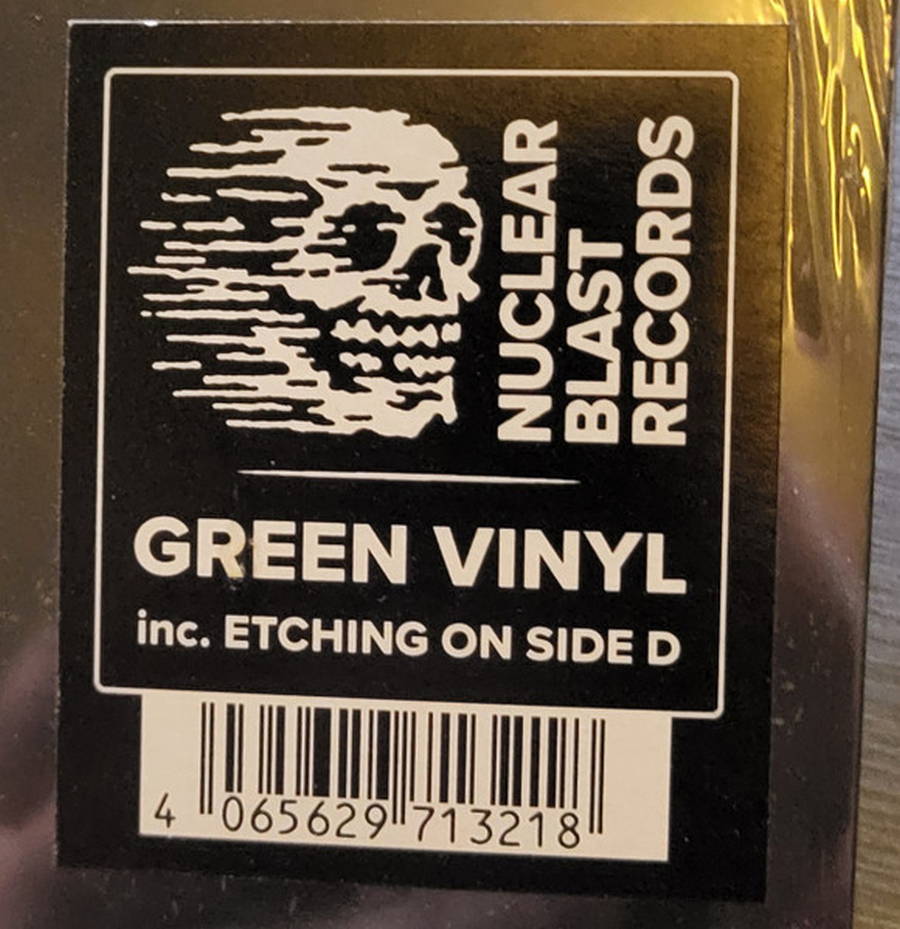 NUCLEAR
BLAST
RECORDS
GREEN VINYL
inc. ETCHING ON SIDE D
4 065629 713218